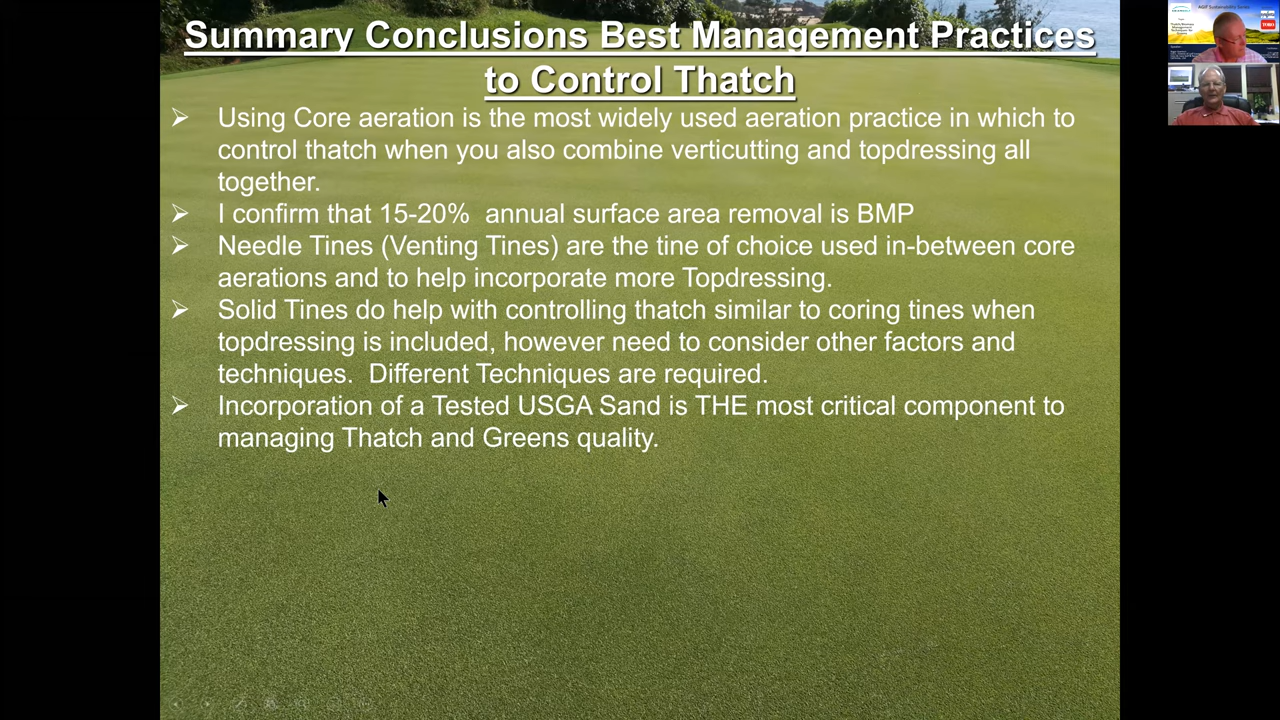 Summary Conclusions Best Management Practices
to Control Thatch
➢ Using Core aeration is the most widely used aeration practice in which to
control thatch when you also combine verticutting and topdressing all
together.
➢ I confirm that 15-20%  annual surface area removal is BMP
➢ Needle Tines (Venting Tines) are the tine of choice used in-between core
aerations and to help incorporate more Topdressing.
➢ Solid Tines do help with controlling thatch similar to coring tines when
topdressing is included, however need to consider other factors and
techniques.  Different Techniques are required.
➢ Incorporation of a Tested USGA Sand is THE most critical component to
managing Thatch and Greens quality.
TORO